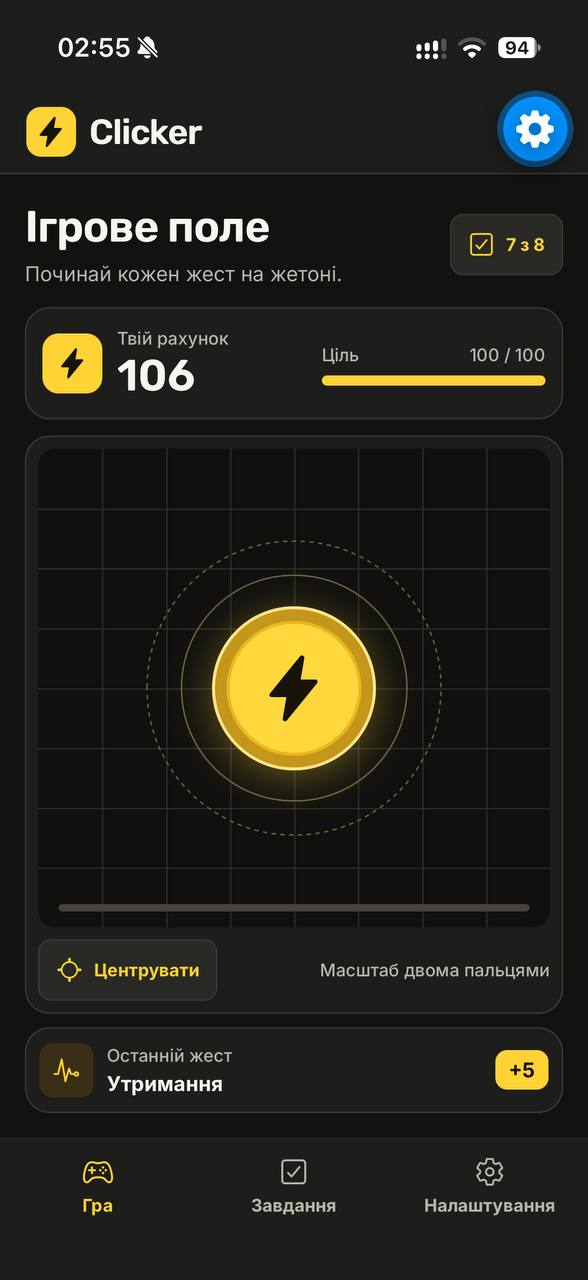 02:55
94
Clicker
Ігрове поле
Починай кожен жест на жетоні.
7 з 8
Твій рахунок
106
Ціль
100 / 100
Центрувати
Масштаб двома пальцями
Останній жест
Утримання
+5
Гра
Завдання
Налаштування